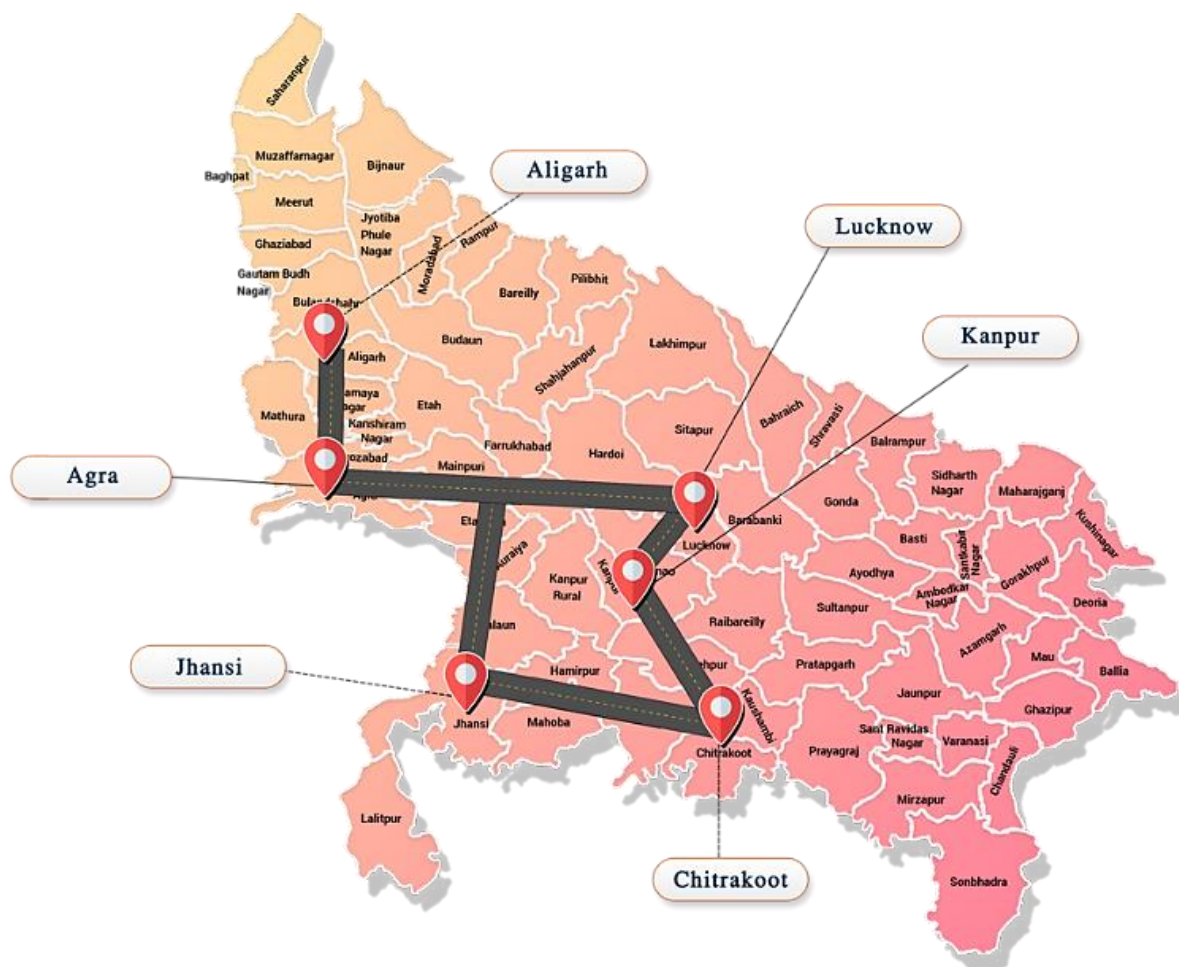 Saharanpur
Muzaffarnagar
Bijnaur
Baghpat
Meerut
Aligarh
Jyotiba
Phule
Nagar
Rampur
Lucknow
Ghaziabad
Moradabad
Gautam Budh
Nagar
Bareilly
Pilibhit
Budaun
Kanpur
Lakhimpur
Shahjahanpur
Aligarh
Mathura
Etah
Kanshiram
Nagar
Bahraich
Shravasti
Sitapur
Balrampur
Farrukhabad
Hardoi
Mainpuri
Agra
Sidharth
Nagar
Maharajganj
Kushinagar
Gonda
Barabanki
Basti
Santkabir
Nagar
Lucknow
Gorakhpur
Ayodhya
Kanpur
Rural
Kanpur
Ambedkar
Nagar
Deoria
Sultanpur
Raibareilly
Azamgarh
Mau
Ballia
Jhansi
Hamirpur
Pratapgarh
Jaunpur
Ghazipur
Kaushambi
Jhansi
Mahoba
Sant Ravidas
Nagar
Varanasi
Chitrakoot
Prayagraj
Chandauli
Mirzapur
Lalitpur
Chitrakoot
Sonbhadra